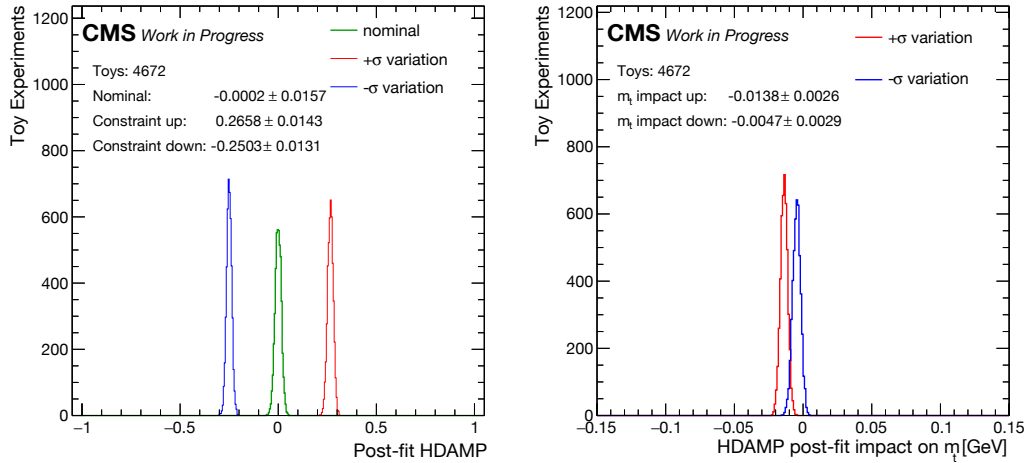 Toy Experiments
1200
1000
800
600
400
200
0
CMS Work in Progress
nominal
+σ variation
-σ variation
Toys: 4672
Nominal: -0.0002 ± 0.0157
Constraint up: 0.2658 ± 0.0143
Constraint down: -0.2503 ± 0.0131
−1 −0.5 0 0.5 1
Post-fit HDAMP
Toy Experiments
1200
1000
800
600
400
200
0
CMS Work in Progress
+σ variation
-σ variation
Toys: 4672
mt impact up: -0.0138 ± 0.0026
mt impact down: -0.0047 ± 0.0029
−0.15 −0.1 −0.05 0 0.05 0.1 0.15
HDAMP post-fit impact on mt [GeV]